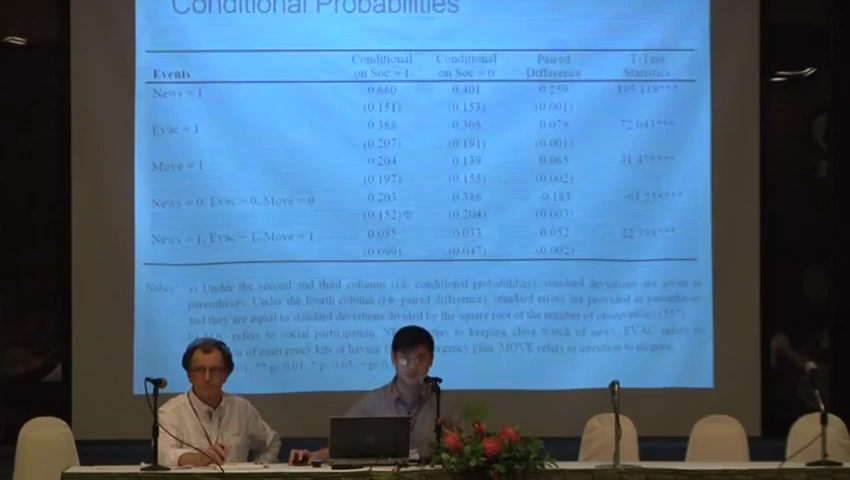 Conditional Probabilities
Conditional Conditional Paired T-Test
Events on Soc = 1 on Soc = 0 Difference Statistics
News = 1 0.660 0.401 0.259 195.119***
(0.151) (0.153) (0.001)
Evac = 1 0.388 0.308 0.079 72.043***
(0.207) (0.191) (0.001)
Move = 1 0.204 0.139 0.065
(0.197) (0.155) (0.002)
News = 0, Evac = 0, Move = 0 0.203 0.386 -0.183
(0.152) (0.204) (0.003)
News = 1, Evac = 1, Move = 1 0.085 0.033 0.052
(0.099) (0.047) (0.002)
Notes: a) Under the second and third column (i.e. conditional probabilities), standard deviations are given in
parentheses. Under the fourth column (i.e. paired difference), standard errors are provided in parentheses
and they are equal to standard deviations divided by the square root of the number of observations
refers to social participation. refers to keeping close watch of news. EVAC refers to
of emergency kits or having emergency plan. MOVE refers to intention to migrate.
** p< 0.01, * p< 0.05,